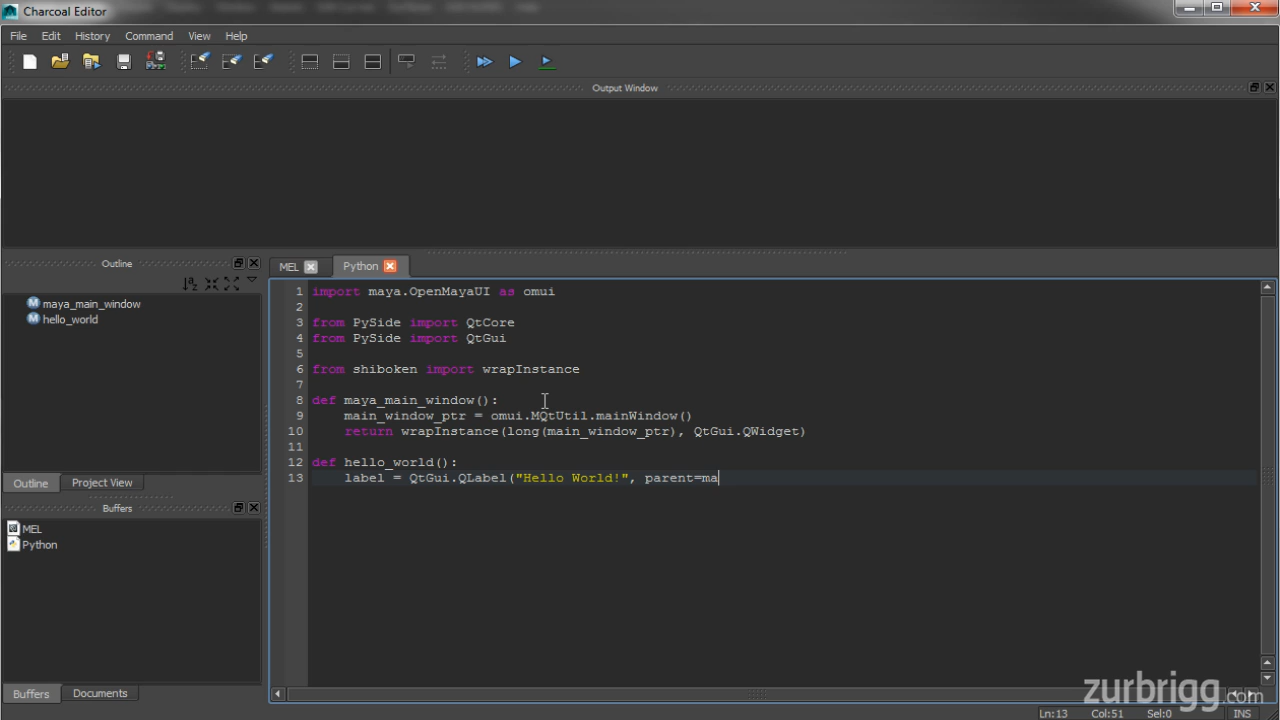 Charcoal Editor
File Edit History Command View Help
Output Window
Outline
MEL Python
maya_main_window
hello_world
1 import maya.OpenMayaUI as omui
2
3 from PySide import QtCore
4 from PySide import QtGui
5
6 from shiboken import wrapInstance
7
8 def maya_main_window():
9 main_window_ptr = omui.MQtUtil.mainWindow()
10 return wrapInstance(long(main_window_ptr), QtGui.QWidget)
11
12 def hello_world():
13 label = QtGui.QLabel("Hello World!", parent=ma
Outline Project View
Buffers
MEL
Python
Buffers Documents
zurbrigg.com
Ln:13 Col:51 Sel:0 INS